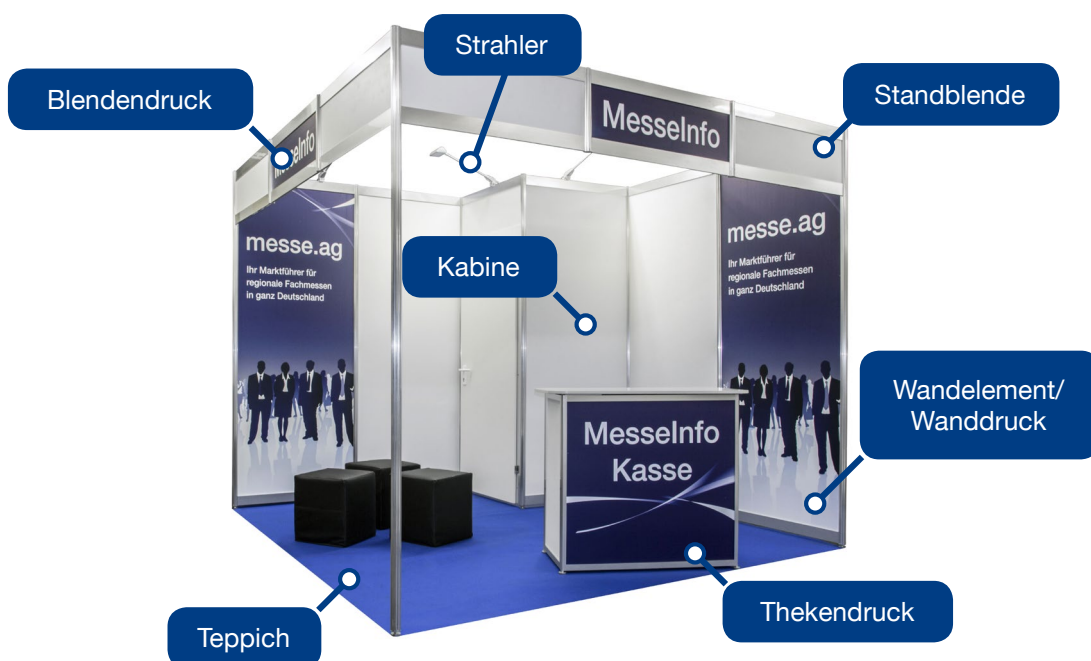 Strahler
Blendendruck
Standblende
MesseInfo
MesseInfo
messe.ag
Ihr Marktführer für
regionale Fachmessen
in ganz Deutschland
messe.ag
Ihr Marktführer für
regionale Fachmessen
in ganz Deutschland
Kabine
Wandelement/
Wanddruck
MesseInfo
Kasse
Thekendruck
Teppich